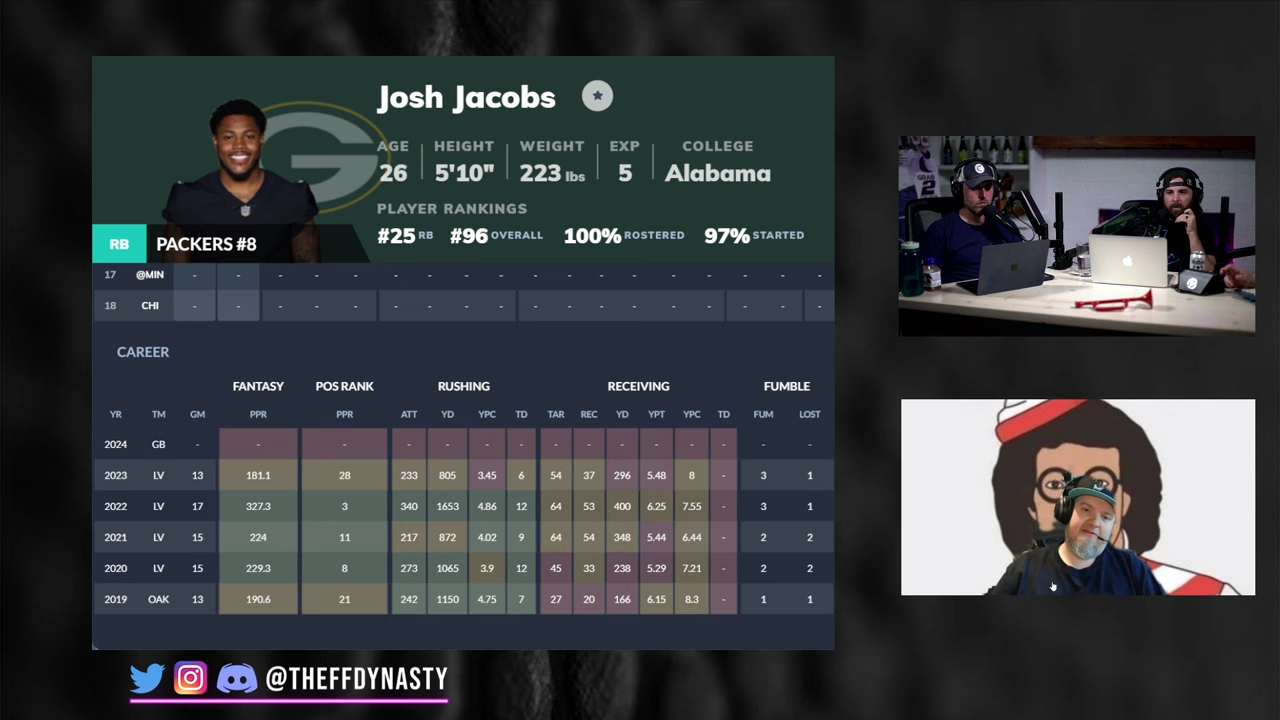 Josh Jacobs
AGE HEIGHT WEIGHT EXP COLLEGE
26 5'10" 223 lbs 5 Alabama
PLAYER RANKINGS
#25 RB #96 OVERALL 100% ROSTERED 97% STARTED
RB PACKERS #8
17 @MIN - - - - - - - - - - - - - - - -
18 CHI - - - - - - - - - - - - - - - -
CAREER
FANTASY POS RANK RUSHING RECEIVING FUMBLE
YR TM GM PPR PPR ATT YD YPC TD TAR REC YD YPT YPC TD FUM LOST
2024 GB - - - - - - - - - - - - - - -
2023 LV 13 181.1 28 233 805 3.45 6 54 37 296 5.48 8 - 3 1
2022 LV 17 327.3 3 340 1653 4.86 12 64 53 400 6.25 7.55 - 3 1
2021 LV 15 224 11 217 872 4.02 9 64 54 348 5.44 6.44 - 2 2
2020 LV 15 229.3 8 273 1065 3.9 12 45 33 238 5.29 7.21 - 2 2
2019 OAK 13 190.6 21 242 1150 4.75 7 27 20 166 6.15 8.3 - 1 1
@THEFFDYNASTY